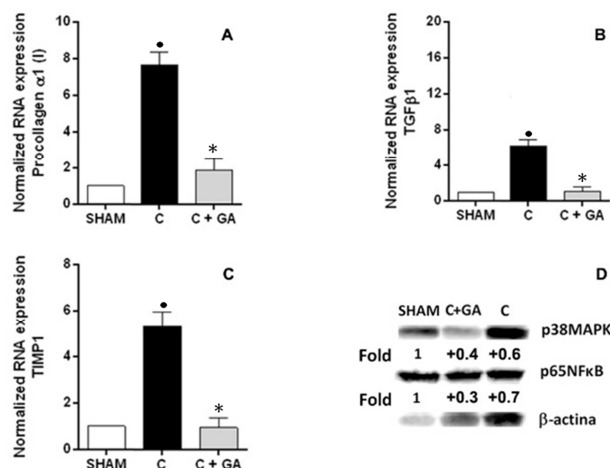 A
Normalized RNA expression
Procollagen α1 (I)
10
8
6
4
2
0
•
*
SHAM C C + GA
B
Normalized RNA expression
TGFβ1
20
16
12
8
4
0
•
*
SHAM C C + GA
C
Normalized RNA expression
TIMP1
8
6
4
2
0
•
*
SHAM C C + GA
D
SHAM C+GA C
p38MAPK
Fold 1 +0.4 +0.6
p65NFκB
Fold 1 +0.3 +0.7
β-actina